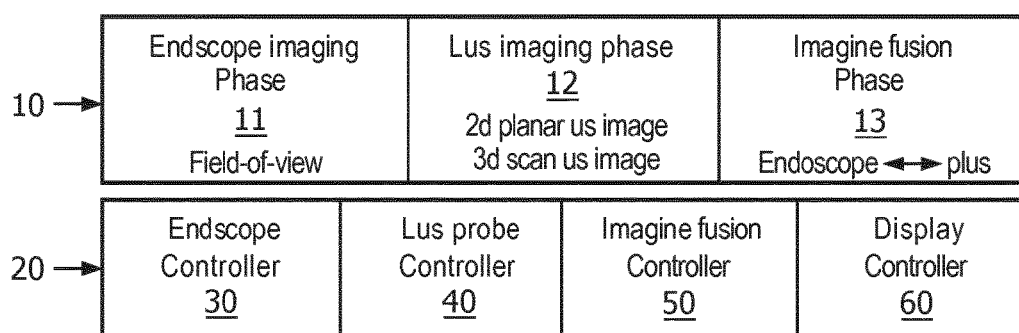 Endscope imaging
Phase
11
Field-of-view
Lus imaging phase
12
2d planar us image
3d scan us image
Imagine fusion
Phase
13
Endoscope ◄► plus
10
Endscope
Controller
30
Lus probe
Controller
40
Imagine fusion
Controller
50
Display
Controller
60
20